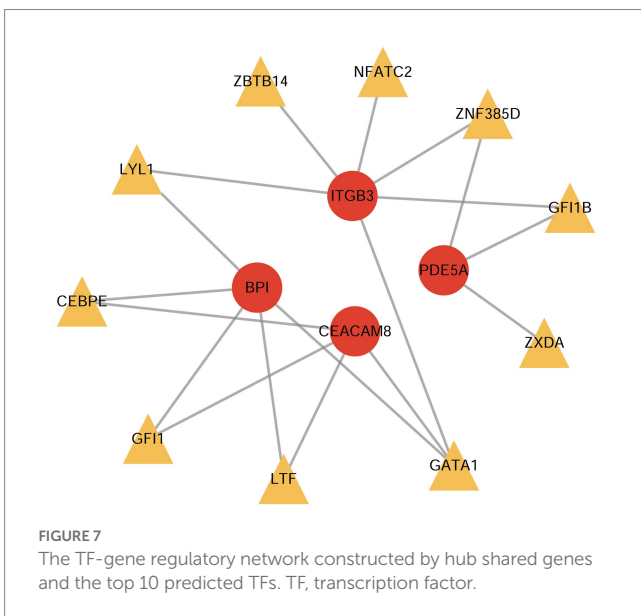 NFATC2
ZBTB14
ZNF385D
LYL1
ITGB3
GFI1B
PDE5A
BPI
CEBPE
CEACAM8
ZXDA
GFI1
GATA1
LTF
FIGURE 7
The TF-gene regulatory network constructed by hub shared genes
and the top 10 predicted TFs. TF, transcription factor.